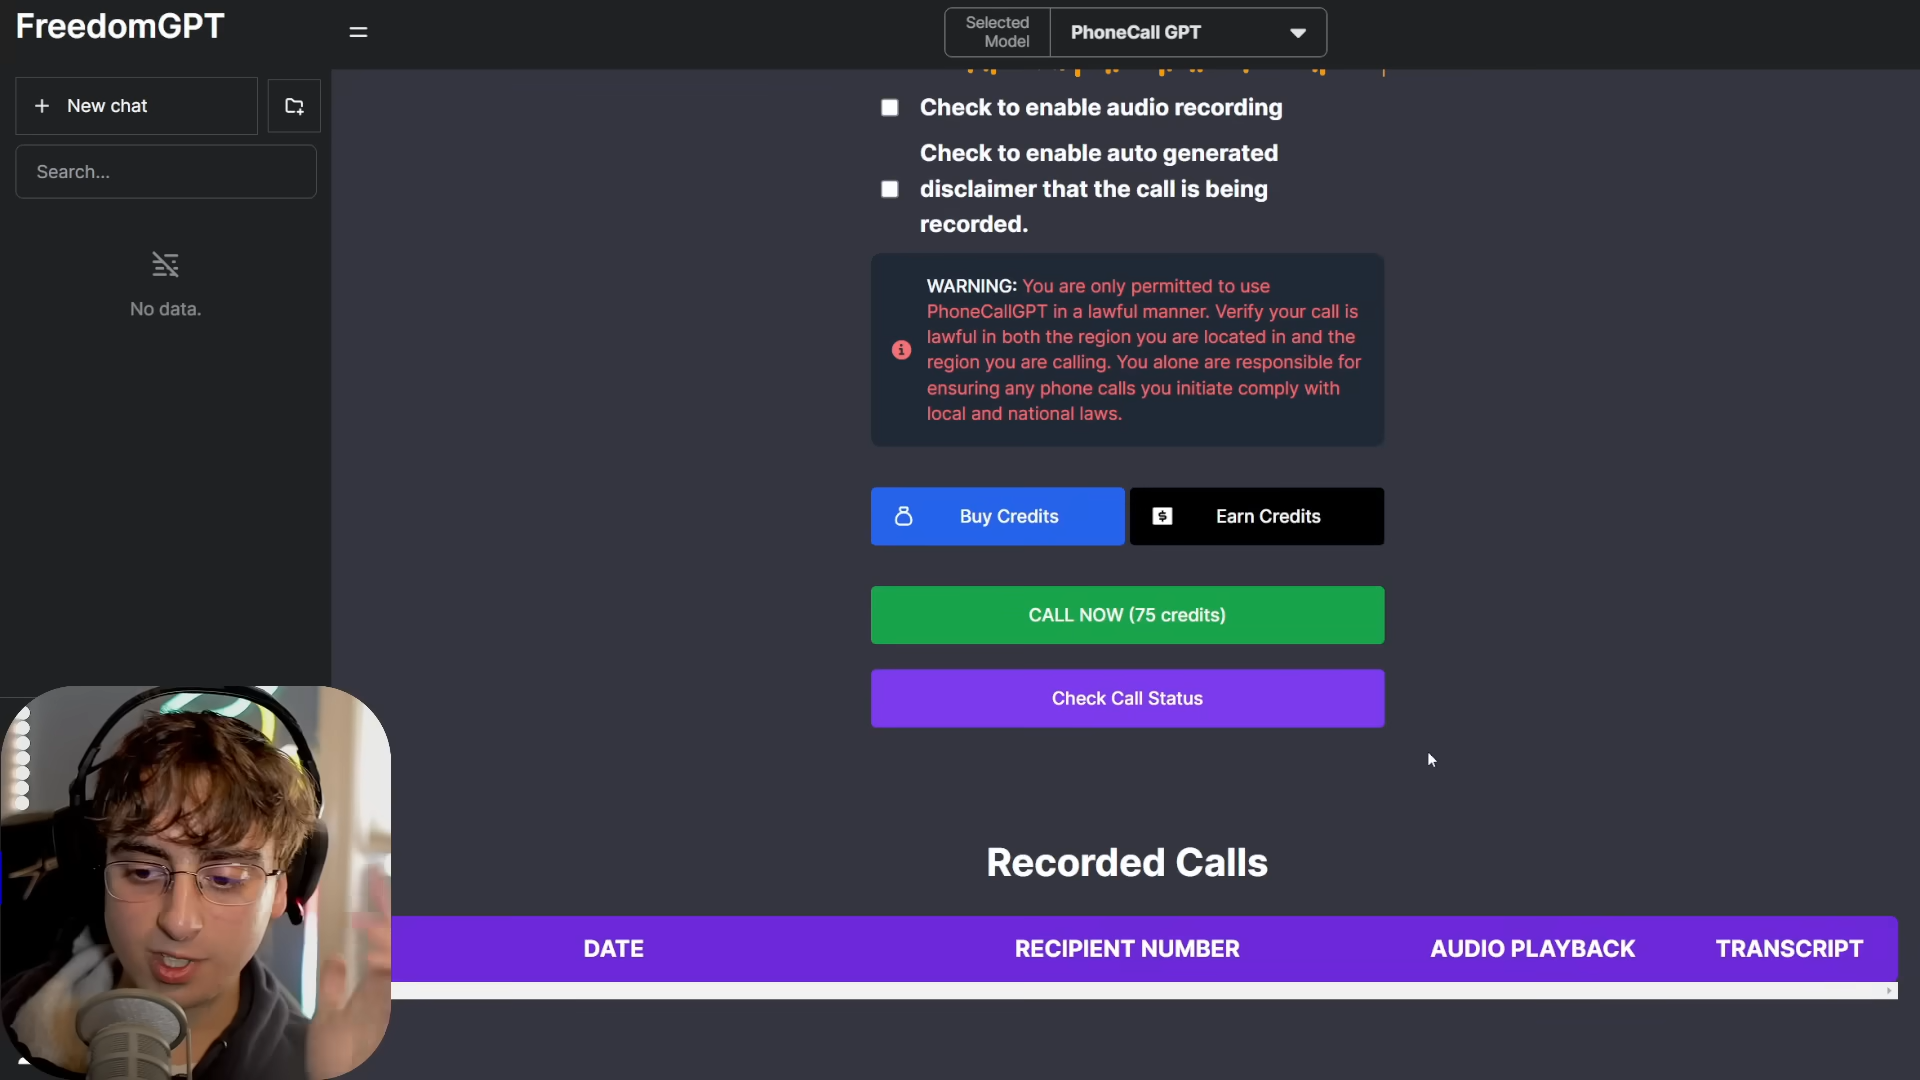 FreedomGPT
Selected
Model
PhoneCall GPT
New chat
Search...
No data.
Check to enable audio recording
Check to enable auto generated
disclaimer that the call is being
recorded.
WARNING: You are only permitted to use
PhoneCallGPT in a lawful manner. Verify your call is
lawful in both the region you are located in and the
region you are calling. You alone are responsible for
ensuring any phone calls you initiate comply with
local and national laws.
Buy Credits
Earn Credits
CALL NOW (75 credits)
Check Call Status
Recorded Calls
DATE
RECIPIENT NUMBER
AUDIO PLAYBACK
TRANSCRIPT